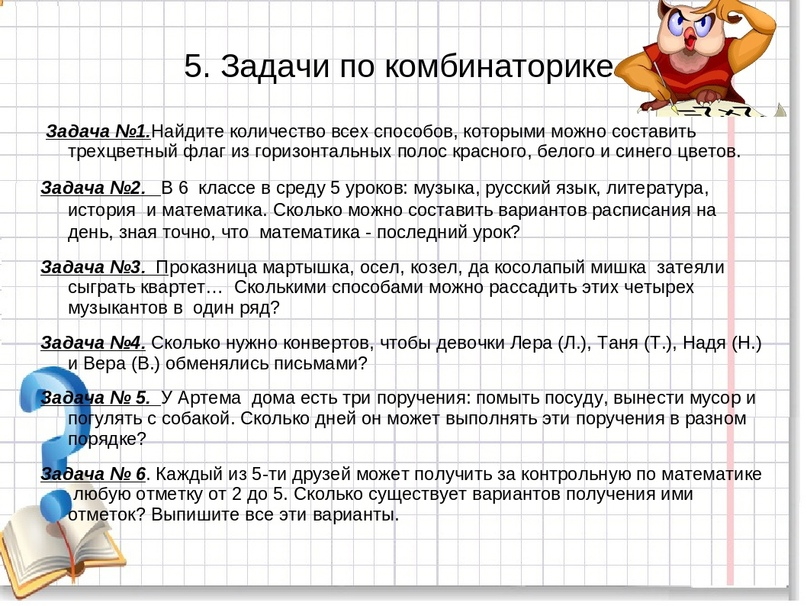 5. Задачи по комбинаторике
Задача №1.Найдите количество всех способов, которыми можно составить
трехцветный флаг из горизонтальных полос красного, белого и синего цветов.
Задача №2. В 6 классе в среду 5 уроков: музыка, русский язык, литература,
история и математика. Сколько можно составить вариантов расписания на
день, зная точно, что математика - последний урок?
Задача №3. Проказница мартышка, осел, козел, да косолапый мишка затеяли
сыграть квартет… Сколькими способами можно рассадить этих четырех
музыкантов в один ряд?
Задача №4. Сколько нужно конвертов, чтобы девочки Лера (Л.), Таня (Т.), Надя (Н.)
и Вера (В.) обменялись письмами?
Задача № 5. У Артема дома есть три поручения: помыть посуду, вынести мусор и
погулять с собакой. Сколько дней он может выполнять эти поручения в разном
порядке?
Задача № 6. Каждый из 5-ти друзей может получить за контрольную по математике
любую отметку от 2 до 5. Сколько существует вариантов получения ими
отметок? Выпишите все эти варианты.